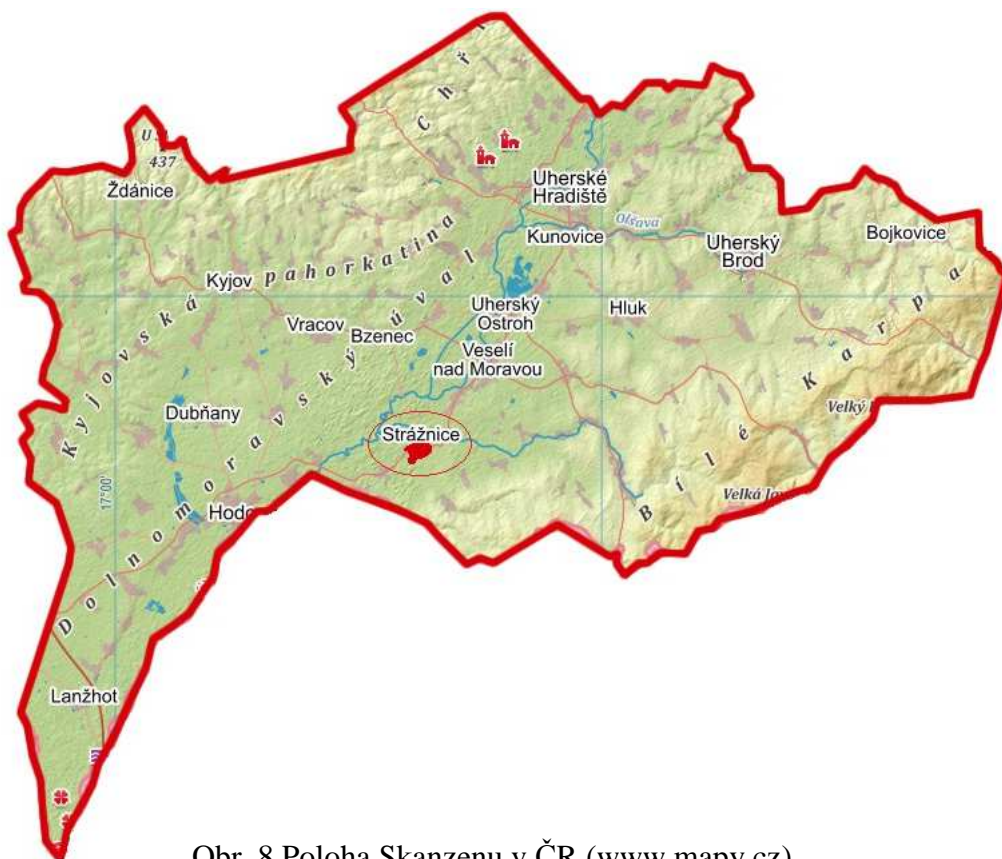 Chř
U S
437
Ždánice
Uherské
Hradiště
Olšava
Kunovice
Uherský
Brod
Bojkovice
Kyjovská pahorkatina
Kyjov
Uherský
Ostroh
Hluk
Vracov
Bzenec
Veselí
nad Moravou
Dolnomoravský úval
Bílé Karpa
Velký
Dubňany
Strážnice
17°00'
Hodo
Velká Jav
Lanžhot
Obr. 8 Poloha Skanzenu v ČR (www.mapy.cz)